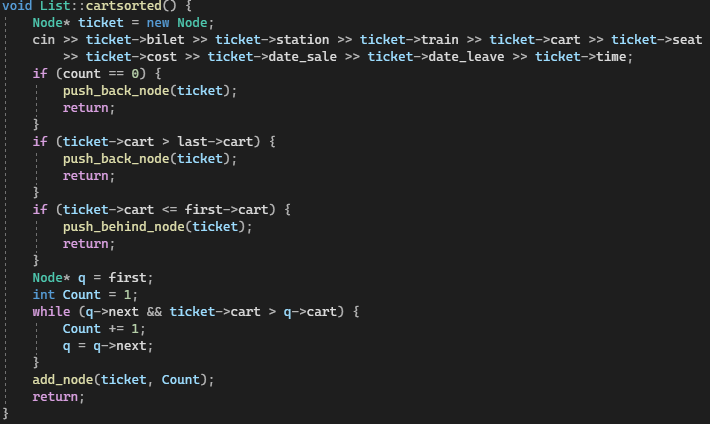 void List::cartsorted() {
    Node* ticket = new Node;
    cin >> ticket->bilet >> ticket->station >> ticket->train >> ticket->cart >> ticket->seat
        >> ticket->cost >> ticket->date_sale >> ticket->date_leave >> ticket->time;
    if (count == 0) {
        push_back_node(ticket);
        return;
    }
    if (ticket->cart > last->cart) {
        push_back_node(ticket);
        return;
    }
    if (ticket->cart <= first->cart) {
        push_behind_node(ticket);
        return;
    }
    Node* q = first;
    int Count = 1;
    while (q->next && ticket->cart > q->cart) {
        Count += 1;
        q = q->next;
    }
    add_node(ticket, Count);
    return;
}